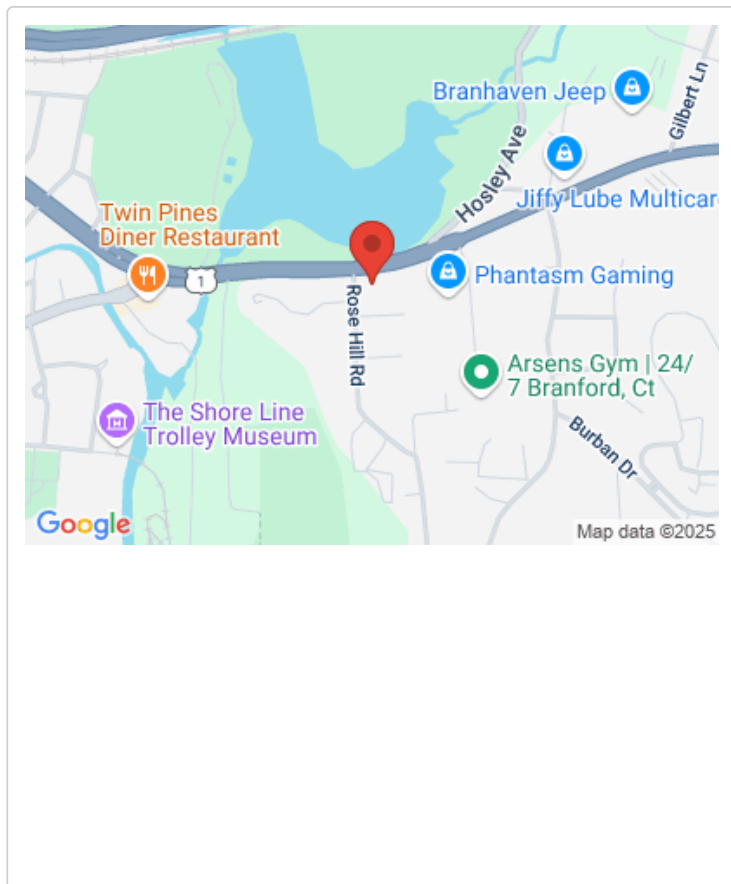 Branhaven Jeep
Gilbert Ln
Hosley Ave
Jiffy Lube Multicar
Twin Pines
Diner Restaurant
1
Phantasm Gaming
Rose Hill Rd
Arsens Gym | 24/
7 Branford, Ct
The Shore Line
Trolley Museum
Burban Dr
Google
Map data ©2025